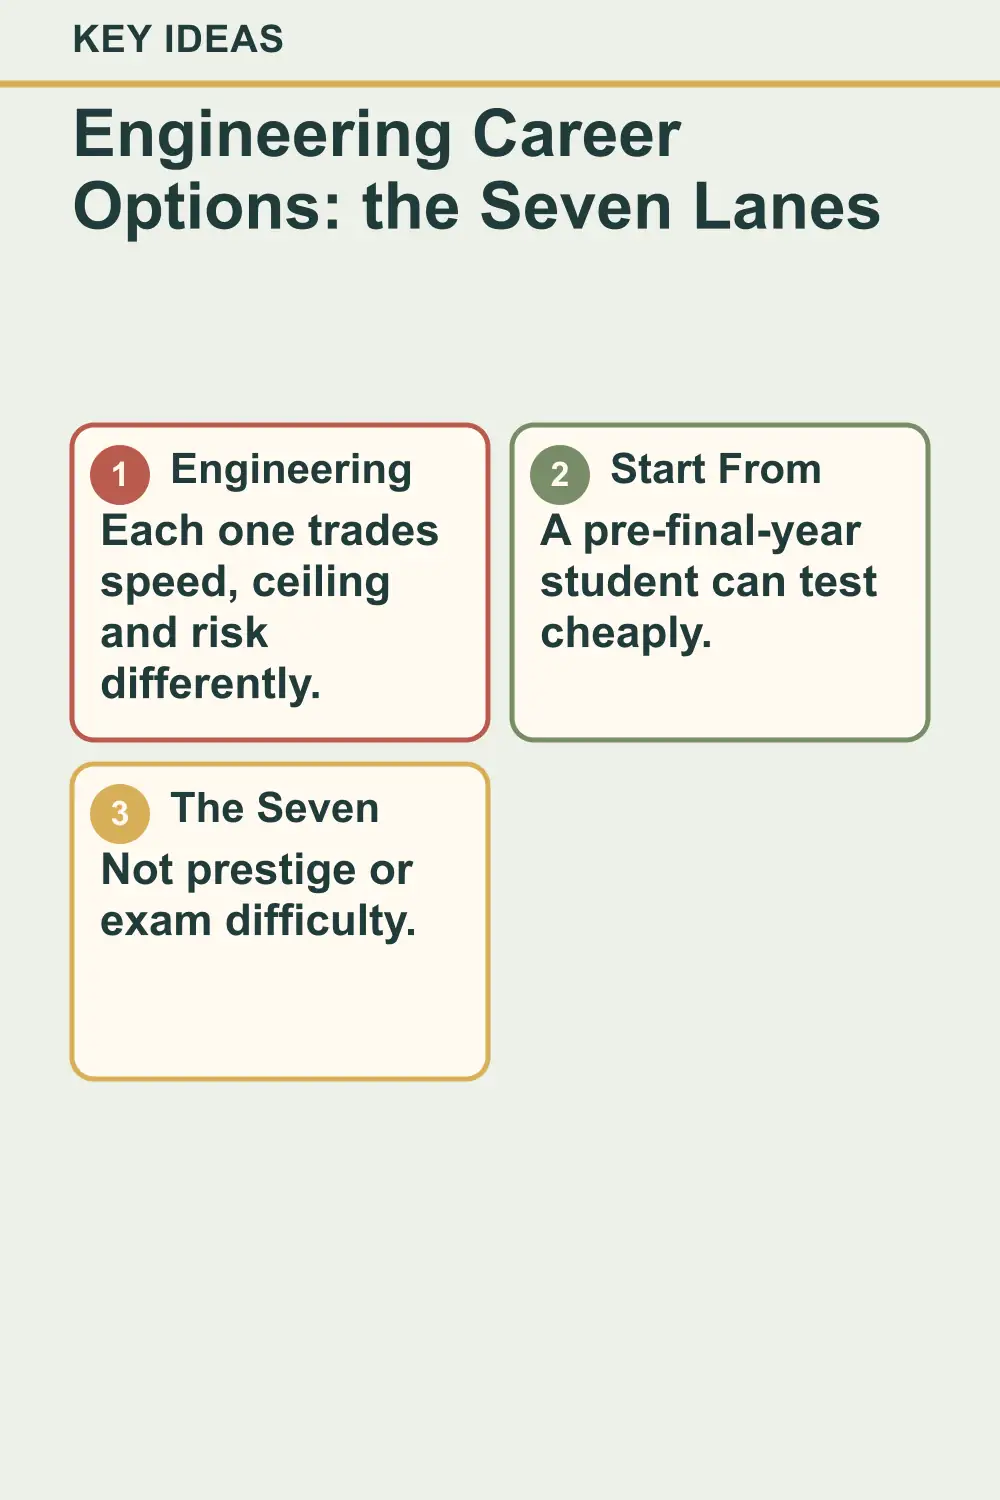 KEY IDEAS
Engineering Career
Options: the Seven Lanes
1 Engineering
Each one trades
speed, ceiling
and risk
differently.
2 Start From
A pre-final-year
student can test
cheaply.
3 The Seven
Not prestige or
exam difficulty.